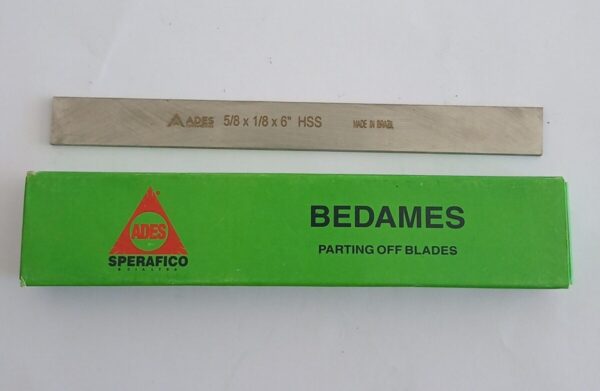 ADES 5/8 x 1/8 x 6" HSS MADE IN BRAZIL
ADES
SPERAFICO
BEDAMES
PARTING OFF BLADES